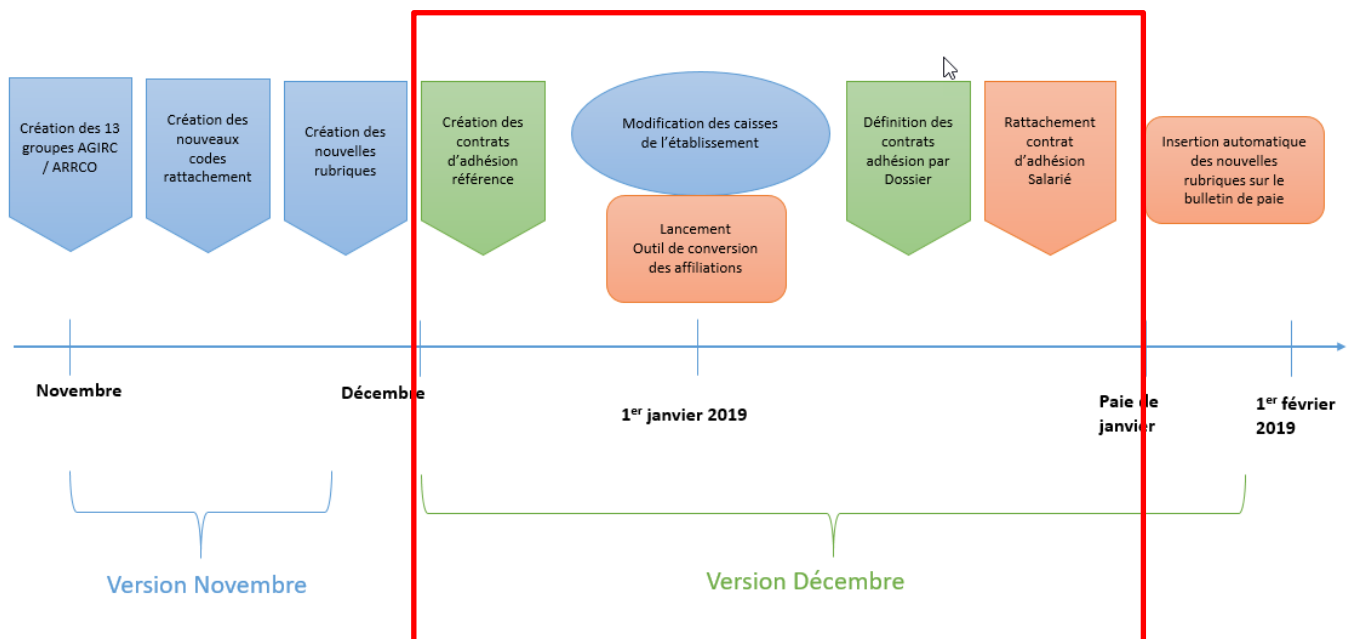 Création des 13
groupes AGIRC
/ ARRCO
Création des
nouveaux
codes
rattachement
Création des
nouvelles
rubriques
Création des
contrats
d'adhésion
référence
Modification des caisses
de l'établissement
Lancement
Outil de conversion
des affiliations
Définition des
contrats
adhésion par
Dossier
Rattachement
contrat
d'adhésion
Salarié
Insertion automatique
des nouvelles
rubriques sur le
bulletin de paie
Novembre
Décembre
1er janvier 2019
Paie de
janvier
1er février
2019
Version Novembre
Version Décembre